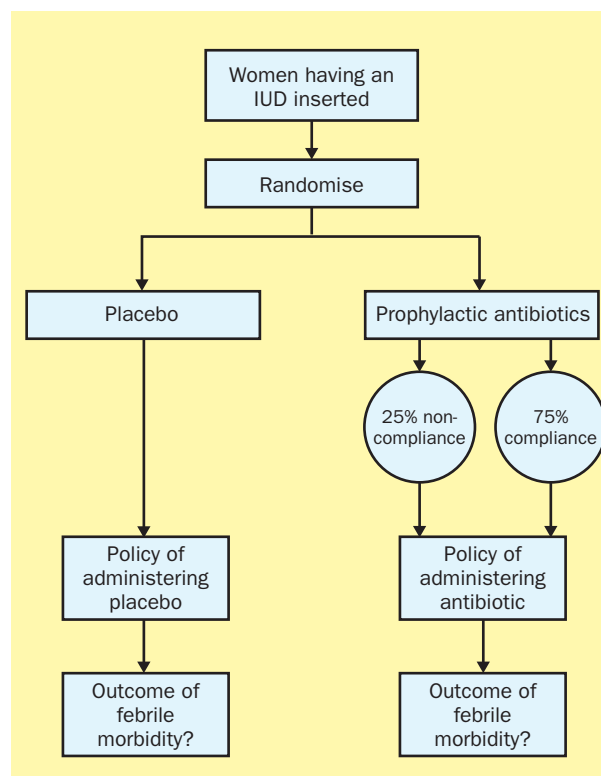 Women having an
IUD inserted
Randomise
Placebo
Prophylactic antibiotics
25% non-
compliance
75%
compliance
Policy of
administering
placebo
Policy of
administering
antibiotic
Outcome of
febrile
morbidity?
Outcome of
febrile
morbidity?